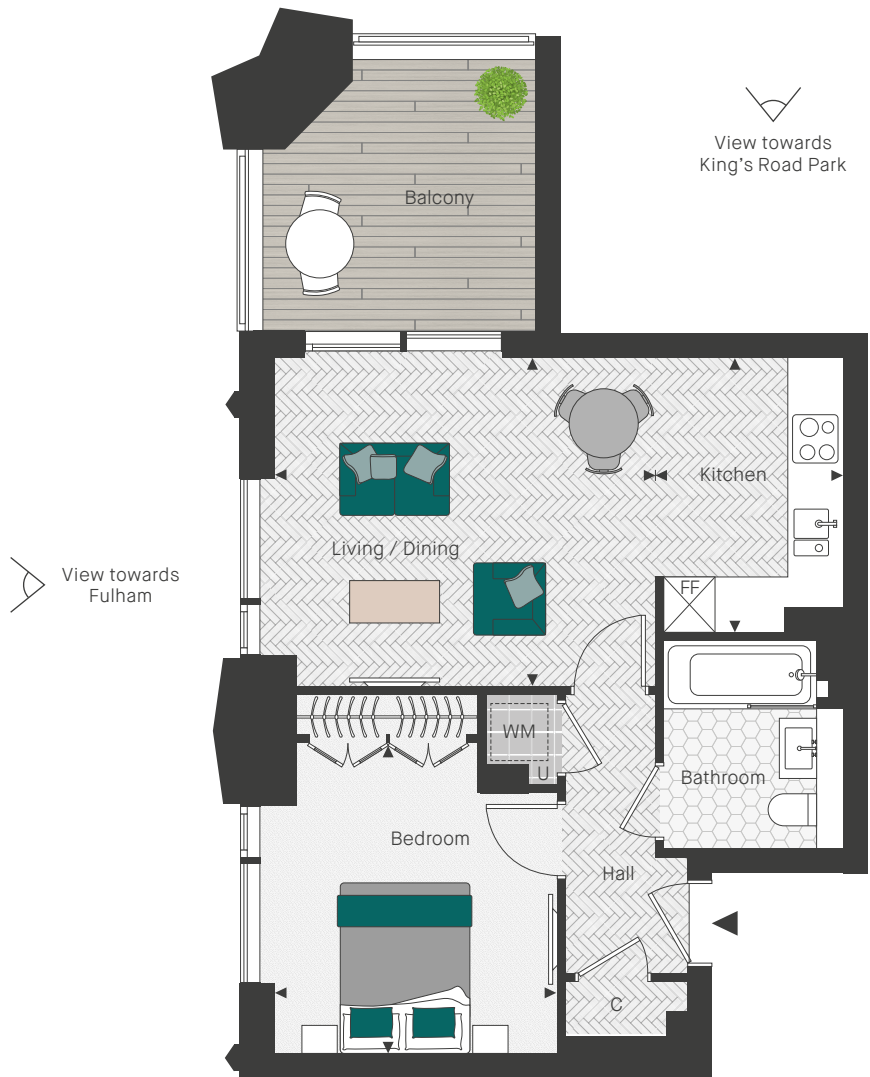 Balcony
View towards
King's Road Park
Kitchen
Living / Dining
View towards
Fulham
FF
WM
U
Bathroom
Bedroom
Hall
C